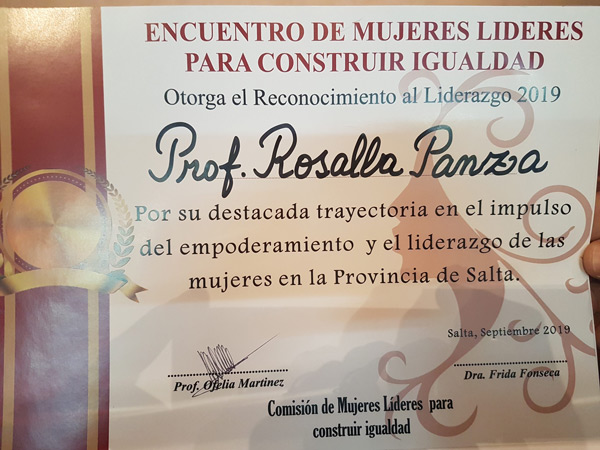 ENCUENTRO DE MUJERES LIDERES
PARA CONSTRUIR IGUALDAD
Otorga el Reconocimiento al Liderazgo 2019
Prof. Rosalla Panza
Por su destacada trayectoria en el impulso
del empoderamiento y el liderazgo de las
mujeres en la Provincia de Salta.
Salta, Septiembre 2019
Prof. Ofelia Martinez
Dra. Frida Fonseca
Comisión de Mujeres Líderes para
construir igualdad